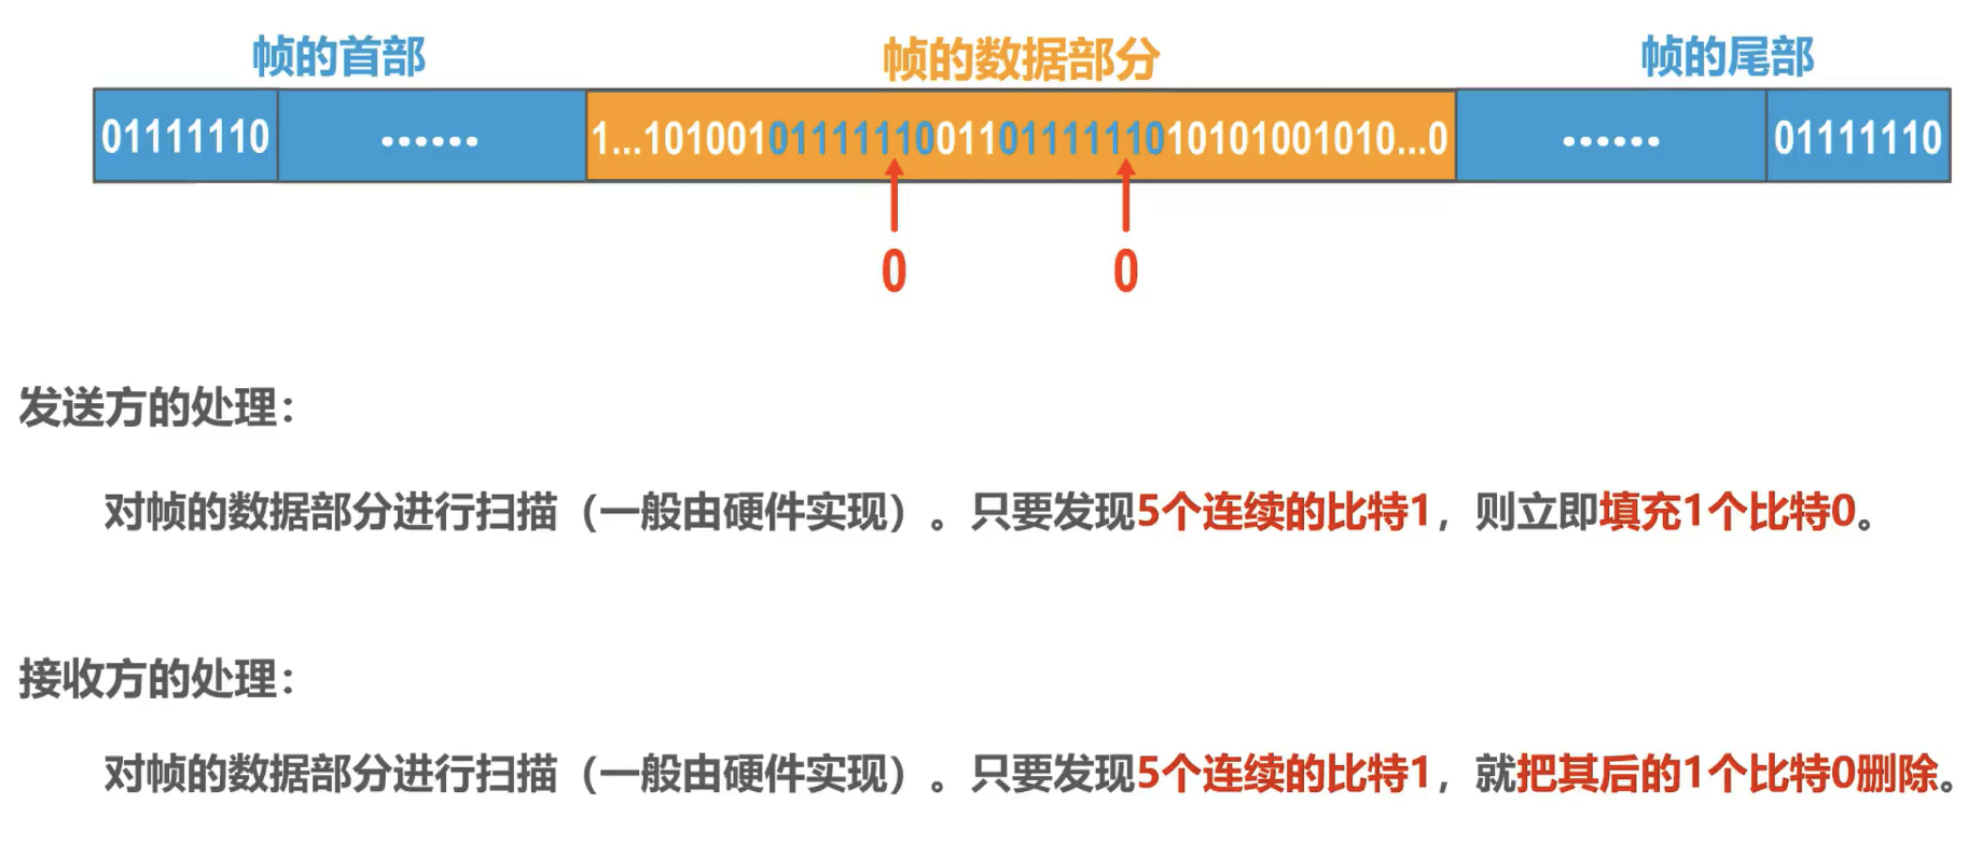 帧的首部 帧的数据部分 帧的尾部
01111110 ...... 1...101001011111100110111111010101001010...0 ...... 01111110
0 0
发送方的处理：
对帧的数据部分进行扫描（一般由硬件实现）。只要发现5个连续的比特1，则立即填充1个比特0。
接收方的处理：
对帧的数据部分进行扫描（一般由硬件实现）。只要发现5个连续的比特1，就把其后的1个比特0删除。